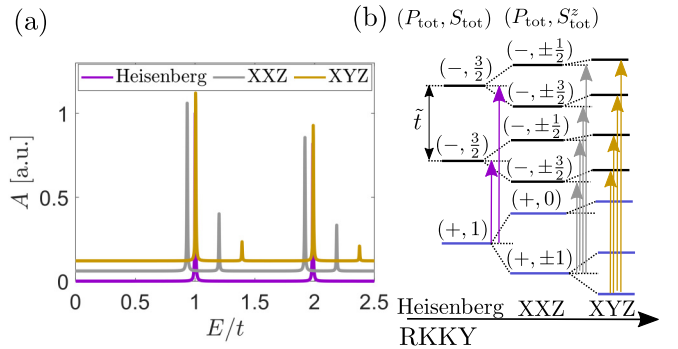 (a)
Heisenberg XXZ XYZ
1
0.5
0
A [a.u.]
0 0.5 1 1.5 2 2.5
E/t
(b)
(P_tot, S_tot) (P_tot, S^z_tot)
(−, 3/2)
(−, ±1/2)
(−, ±3/2)
t̃
(−, 3/2)
(−, ±1/2)
(−, ±3/2)
(+, 0)
(+, 1)
(+, ±1)
Heisenberg XXZ XYZ
RKKY